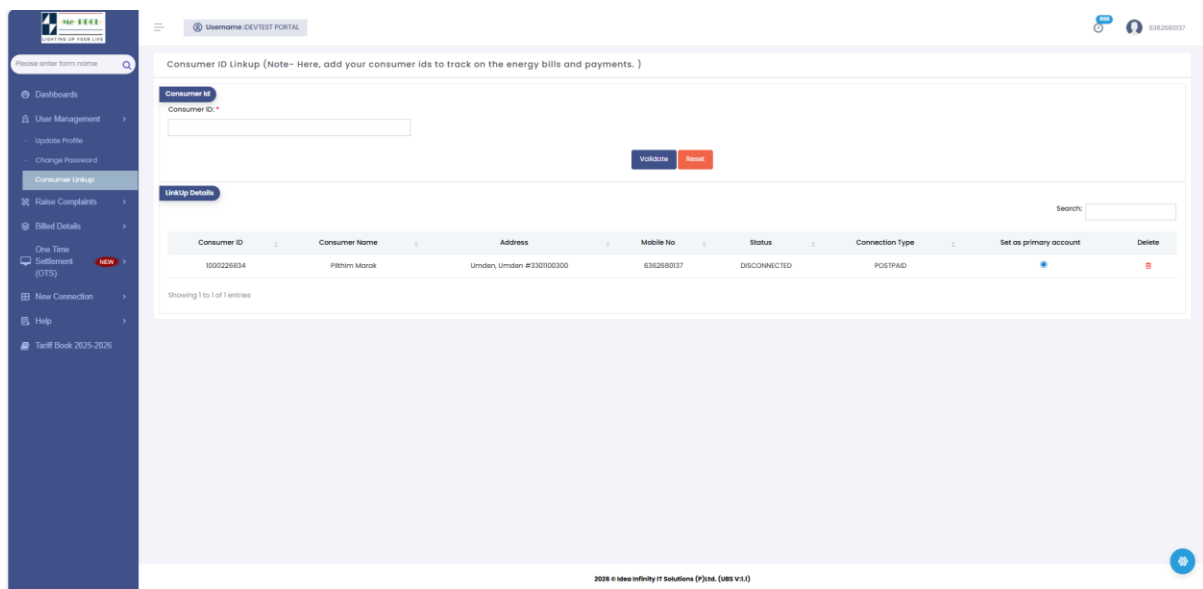 Me-PDCL
LIGHTING UP YOUR LIFE
Please enter form name
Dashboards
User Management
Update Profile
Change Password
Consumer Linkup
Raise Complaints
Billed Details
One Time
Settlement NEW
(OTS)
New Connection
Help
Tariff Book 2025-2026
Username :DEVTEST PORTAL
6362680137
Consumer ID Linkup (Note- Here, add your consumer ids to track on the energy bills and payments. )
Consumer Id
Consumer ID: *
Validate Reset
LinkUp Details
Search:
Consumer ID Consumer Name Address Mobile No Status Connection Type Set as primary account Delete
1000226834 Pilthim Marak Umden, Umden #3301100300 6362680137 DISCONNECTED POSTPAID
Showing 1 to 1 of 1 entries
2026 © Idea Infinity IT Solutions (P)Ltd. (UBS V:1.1)